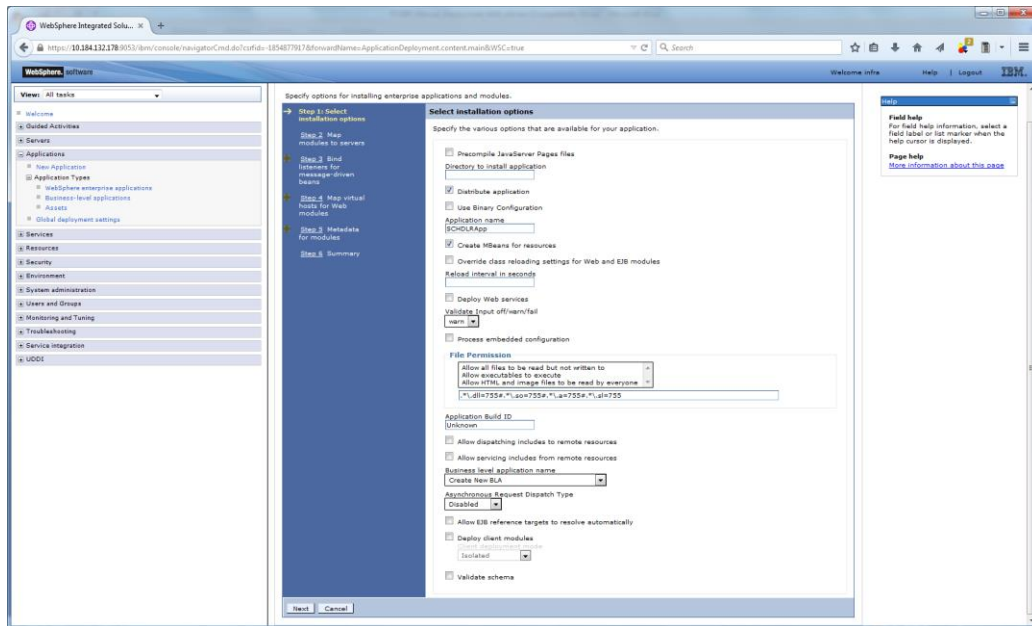 WebSphere Integrated Solu...
https://10.184.132.178:9053/ibm/console/navigatorCmd.do?csrfid=-1854877917&forwardName=ApplicationDeployment.content.main&WSC=true
Search
WebSphere. software
Welcome infra
Help | Logout
IBM.
View: All tasks
Welcome
Guided Activities
Servers
Applications
New Application
Application Types
WebSphere enterprise applications
Business-level applications
Assets
Global deployment settings
Services
Resources
Security
Environment
System administration
Users and Groups
Monitoring and Tuning
Troubleshooting
Service integration
UDDI
Specify options for installing enterprise applications and modules.
Step 1: Select
installation options
Step 2 Map
modules to servers
Step 3 Bind
listeners for
message-driven
beans
Step 4 Map virtual
hosts for Web
modules
Step 5 Metadata
for modules
Step 6 Summary
Select installation options
Specify the various options that are available for your application.
Precompile JavaServer Pages files
Directory to install application
Distribute application
Use Binary Configuration
Application name
SCHDLRApp
Create MBeans for resources
Override class reloading settings for Web and EJB modules
Reload interval in seconds
Deploy Web services
Validate Input off/warn/fail
warn
Process embedded configuration
File Permission
Allow all files to be read but not written to
Allow executables to execute
Allow HTML and image files to be read by everyone
.*\.dll=755#.*\.so=755#.*\.a=755#.*\.sl=755
Application Build ID
Unknown
Allow dispatching includes to remote resources
Allow servicing includes from remote resources
Business level application name
Create New BLA
Asynchronous Request Dispatch Type
Disabled
Allow EJB reference targets to resolve automatically
Deploy client modules
Client deployment mode
Isolated
Validate schema
Next
Cancel
Help
Field help
For field help information, select a
field label or list marker when the
help cursor is displayed.
Page help
More information about this page